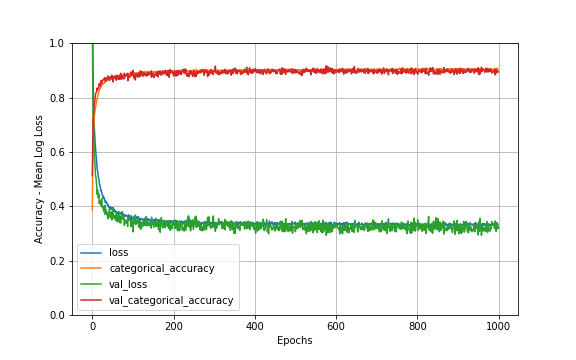 1.0
0.8
0.6
0.4
0.2
0.0
Accuracy - Mean Log Loss
loss
categorical_accuracy
val_loss
val_categorical_accuracy
0
200
400
600
800
1000
Epochs